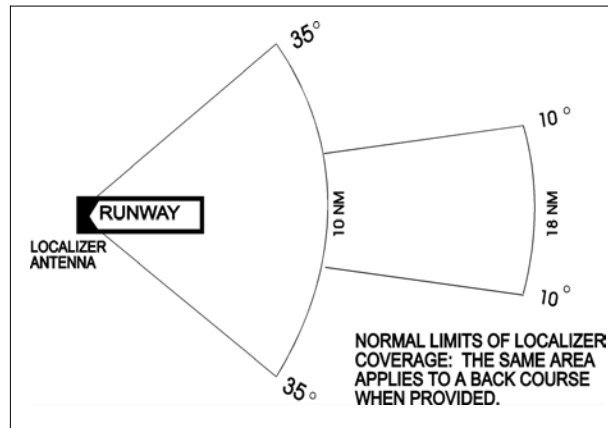 35°
10°
RUNWAY
10 NM
18 NM
LOCALIZER
ANTENNA
10°
35°
NORMAL LIMITS OF LOCALIZER
COVERAGE: THE SAME AREA
APPLIES TO A BACK COURSE
WHEN PROVIDED.